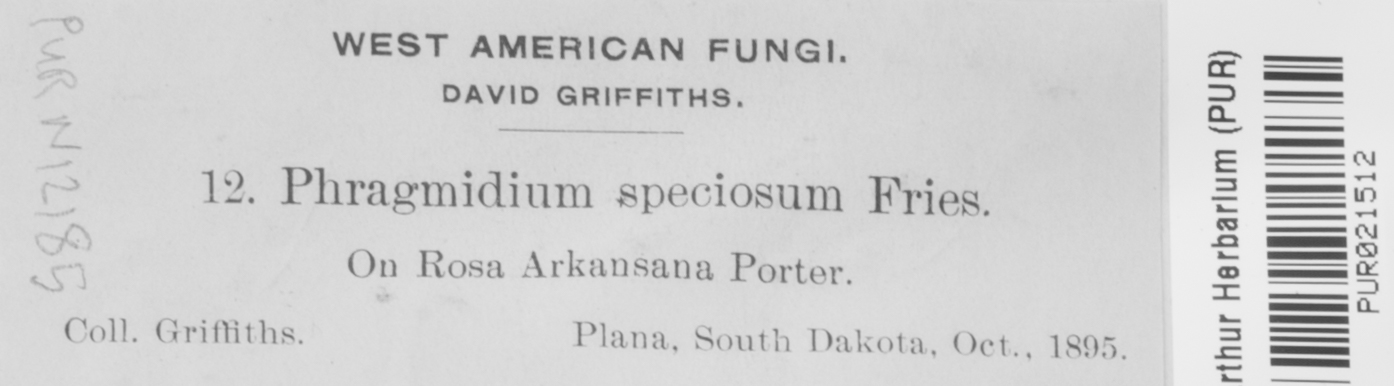 WEST AMERICAN FUNGI.
DAVID GRIFFITHS.
12. Phragmidium speciosum Fries.
On Rosa Arkansana Porter.
Coll. Griffiths.
Plana, South Dakota, Oct., 1895.
PUR N12185
rthur Herbarium (PUR)
PUR021512